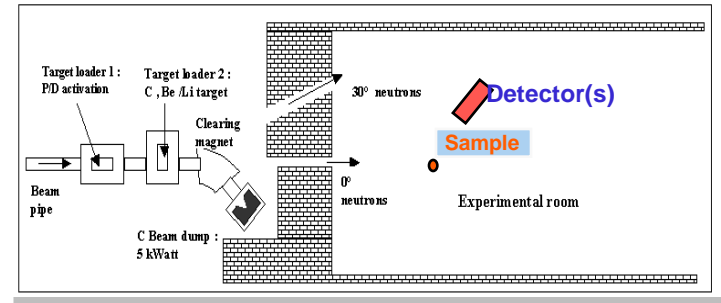 Target loader 1 :
P/D activation
Target loader 2 :
C , Be /Li target
Clearing
magnet
30° neutrons
Detector(s)
Sample
Beam
pipe
0°
neutrons
Experimental room
C Beam dump :
5 kWatt